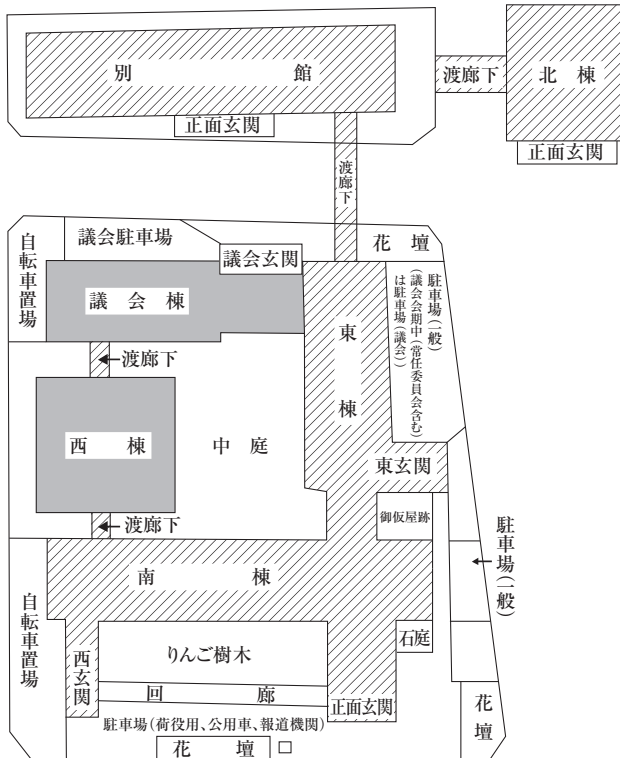 別館
渡廊下
北棟
正面玄関
正面玄関
渡廊下
自転車置場
議会駐車場
議会玄関
花壇
議会棟
東棟
駐車場(一般)
(議会会期中(常任委員会含む)
は駐車場(議会))
渡廊下
西棟
中庭
東玄関
御仮屋跡
渡廊下
駐車場(一般)
南棟
自転車置場
石庭
西玄関
りんご樹木
回廊
正面玄関
花壇
駐車場(荷役用、公用車、報道機関)
花壇